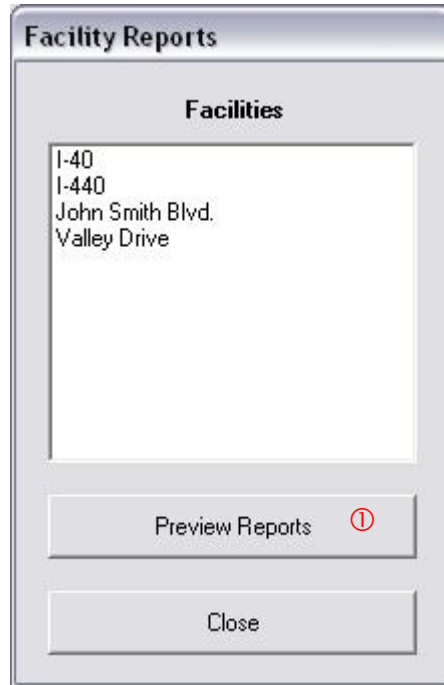 Facility Reports
Facilities
I-40
I-440
John Smith Blvd.
Valley Drive
Preview Reports ①
Close